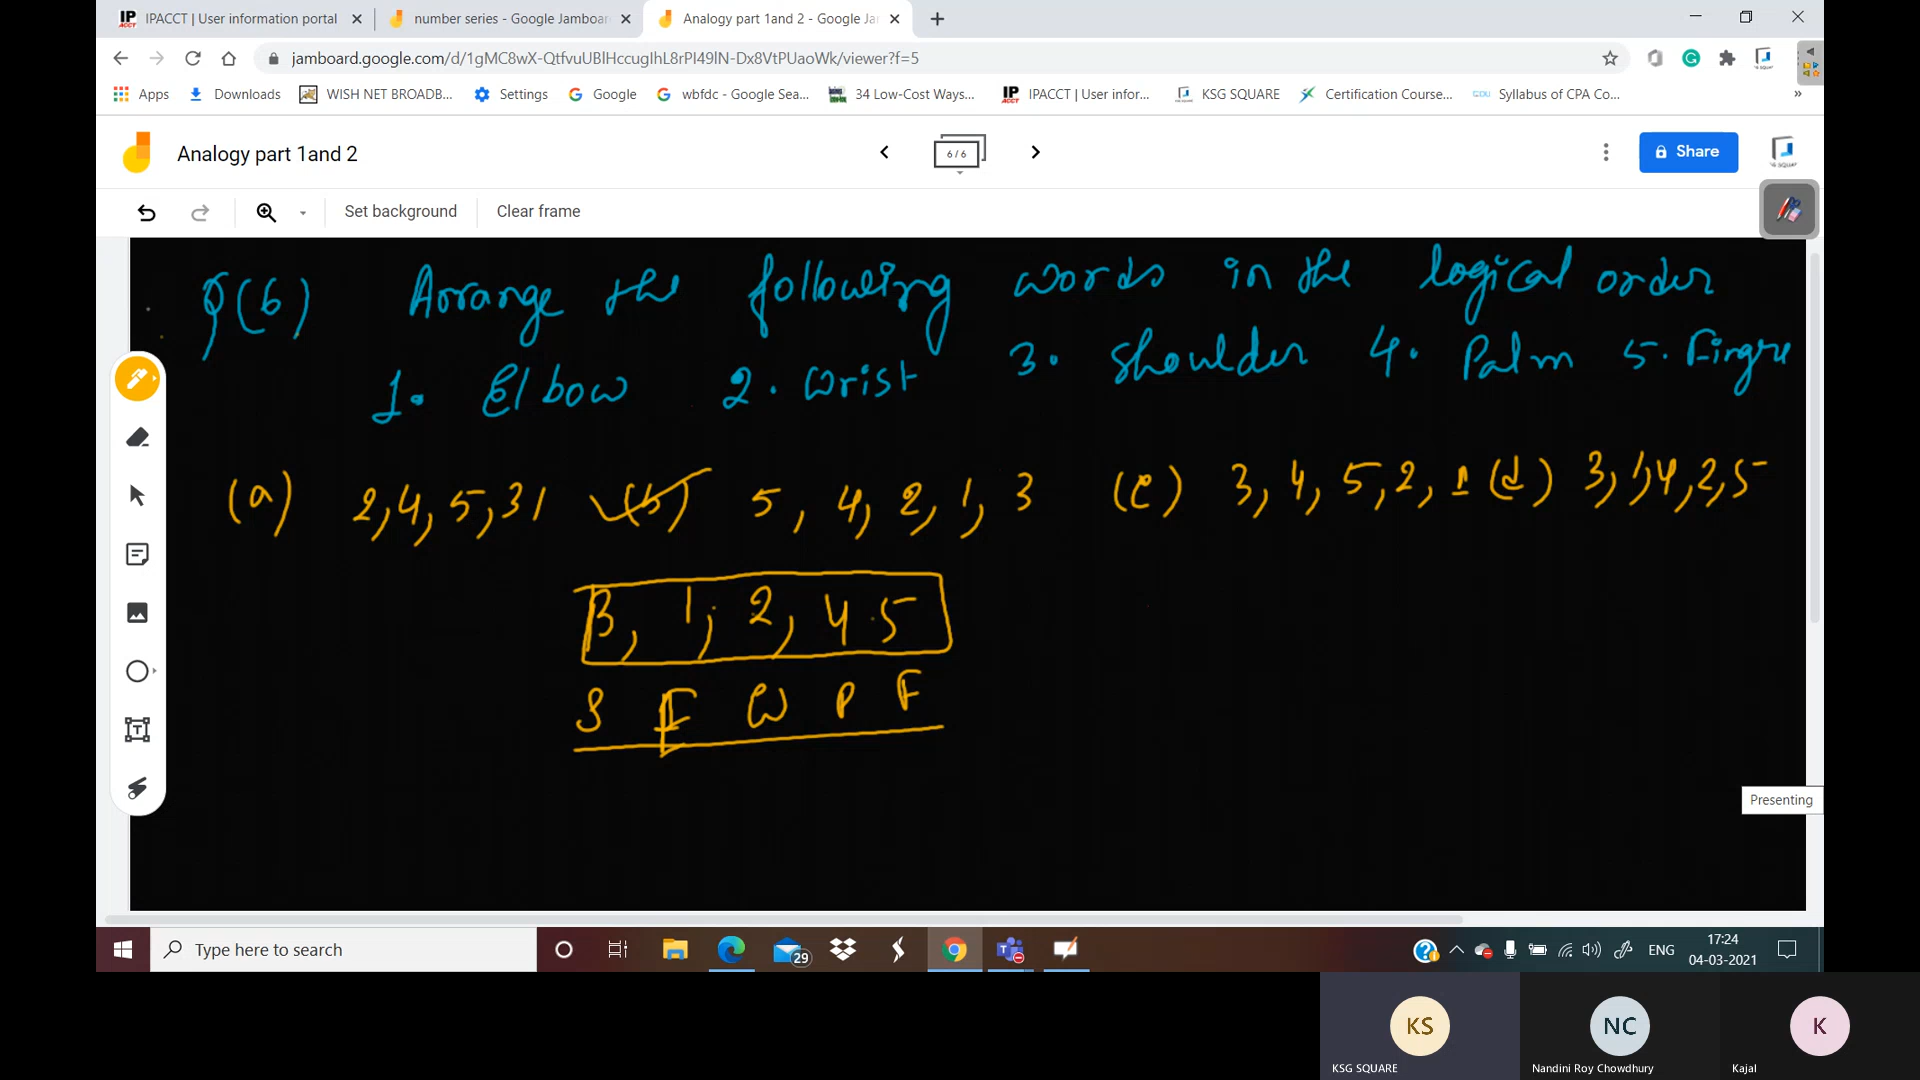 IPACCT | User information portal
number series - Google Jamboar
Analogy part 1and 2 - Google Ja
jamboard.google.com/d/1gMC8wX-QtfvuUBlHccuglhL8rPl49lN-Dx8VtPUaoWk/viewer?f=5
Apps Downloads WISH NET BROADB... Settings Google wbfdc - Google Sea... 34 Low-Cost Ways... IPACCT | User infor... KSG SQUARE Certification Course... Syllabus of CPA Co... »
Analogy part 1and 2
6 / 6
Share
Set background Clear frame
Q(6) Arrange the following words in the logical order
1. Elbow 2. Wrist 3. Shoulder 4. Palm 5. Fingre
(a) 2,4,5,31 (b) 5, 4, 2, 1, 3 (c) 3, 4, 5, 2, 1 (d) 3, 1,4,2,5
3, 1, 2, 4.5
S E W P F
Presenting
Type here to search
29
ENG
17:24
04-03-2021
KS NC K
KSG SQUARE Nandini Roy Chowdhury Kajal